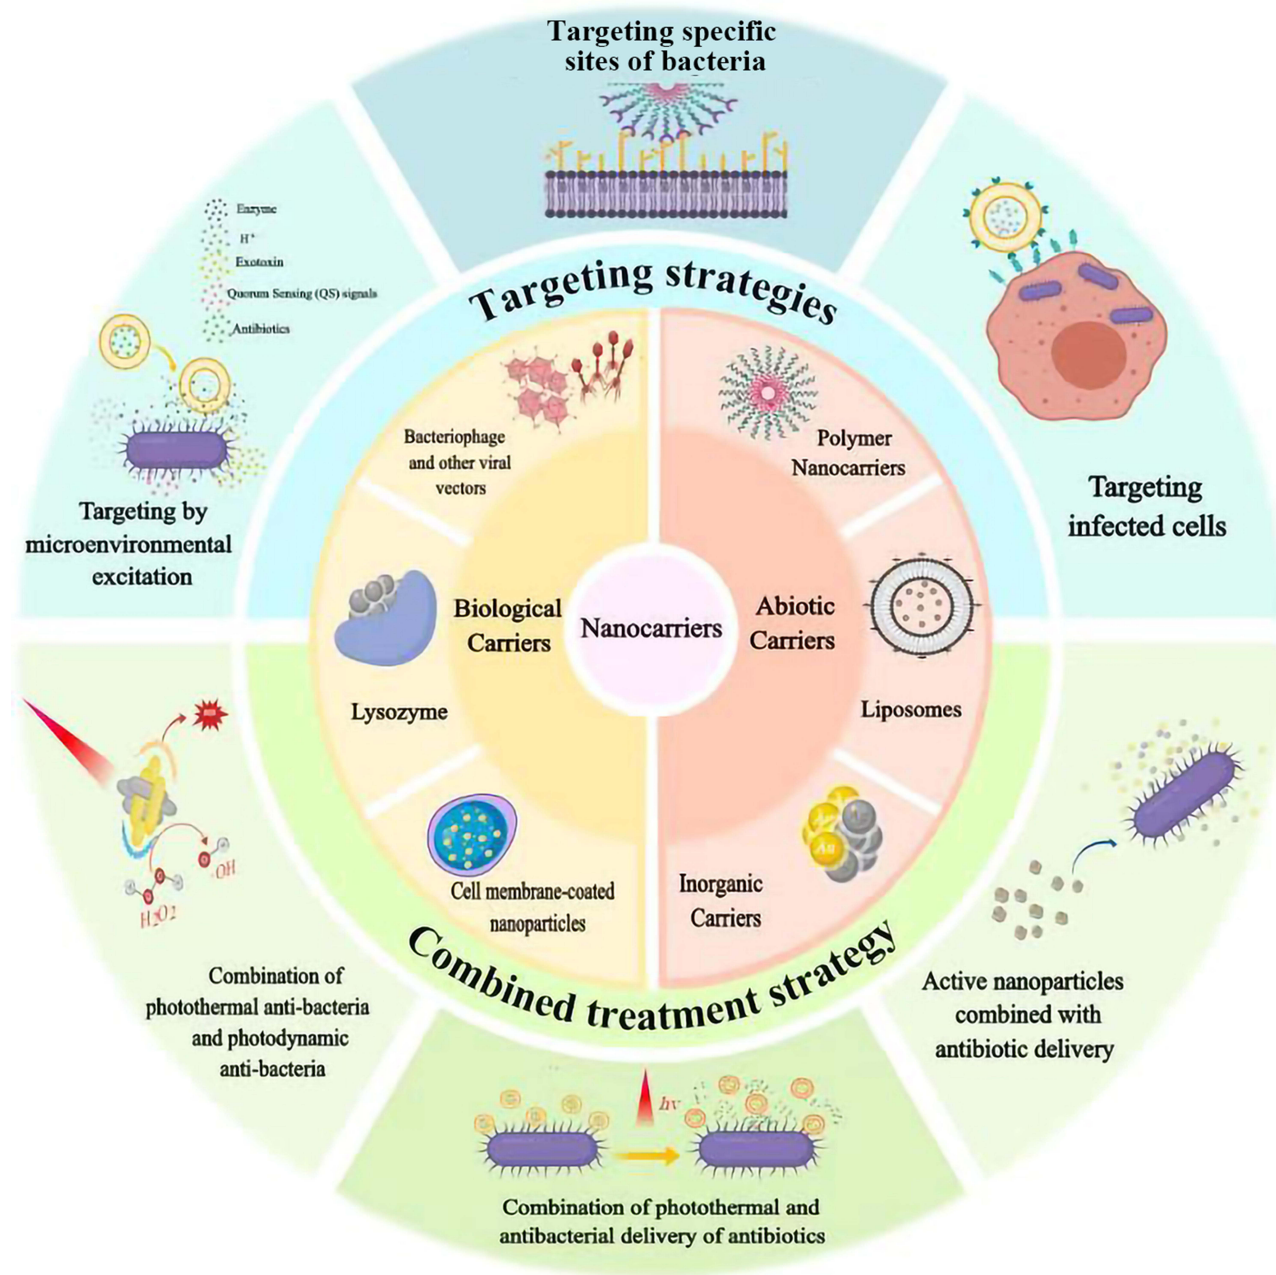 Targeting specific
sites of bacteria
Enzyme
H⁺
Exotoxin
Quorum Sensing (QS) signals
Antibiotics
Targeting by
microenvironmental
excitation
Targeting
infected cells
Targeting strategies
Bacteriophage
and other viral
vectors
Polymer
Nanocarriers
Biological
Carriers
Nanocarriers
Abiotic
Carriers
Lysozyme
Liposomes
Cell membrane-coated
nanoparticles
Inorganic
Carriers
Au
Combined treatment strategy
·OH
H2O2
Combination of
photothermal anti-bacteria
and photodynamic
anti-bacteria
hv
Combination of photothermal and
antibacterial delivery of antibiotics
Active nanoparticles
combined with
antibiotic delivery